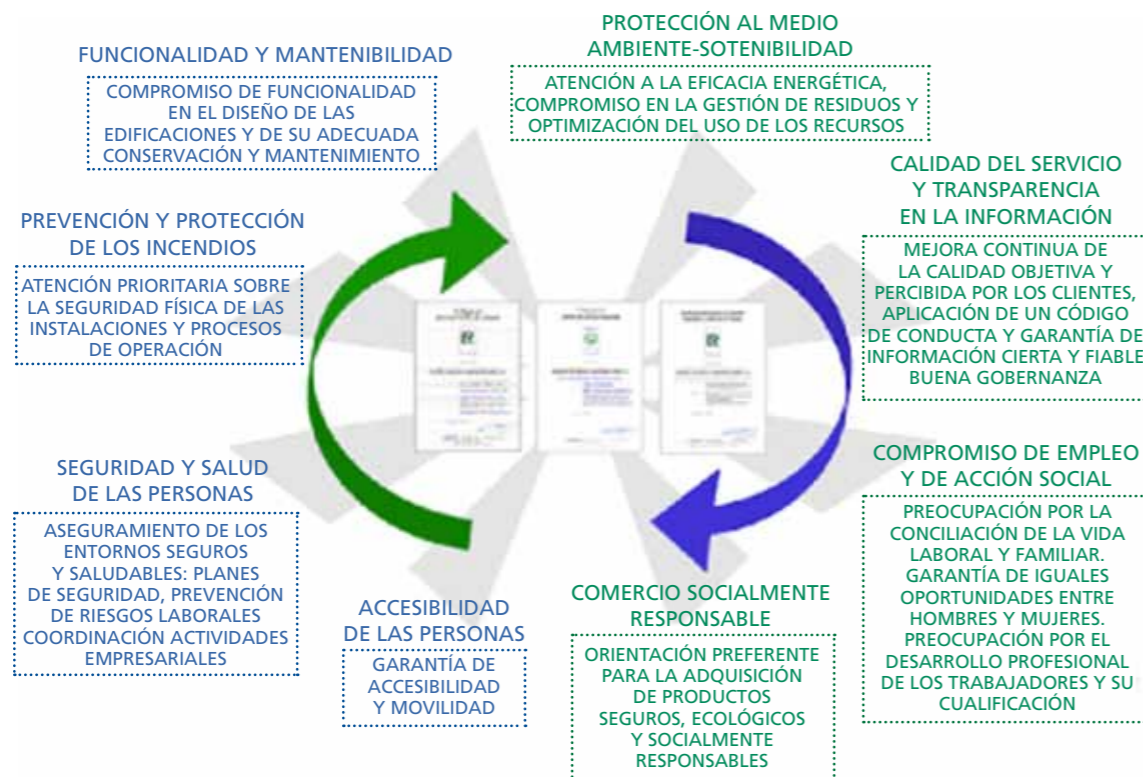 FUNCIONALIDAD Y MANTENIBILIDAD
COMPROMISO DE FUNCIONALIDAD
EN EL DISEÑO DE LAS
EDIFICACIONES Y DE SU ADECUADA
CONSERVACIÓN Y MANTENIMIENTO
PROTECCIÓN AL MEDIO
AMBIENTE-SOTENIBILIDAD
ATENCIÓN A LA EFICACIA ENERGÉTICA,
COMPROMISO EN LA GESTIÓN DE RESIDUOS Y
OPTIMIZACIÓN DEL USO DE LOS RECURSOS
CALIDAD DEL SERVICIO
Y TRANSPARENCIA
EN LA INFORMACIÓN
MEJORA CONTINUA DE
LA CALIDAD OBJETIVA Y
PERCIBIDA POR LOS CLIENTES,
APLICACIÓN DE UN CÓDIGO
DE CONDUCTA Y GARANTÍA DE
INFORMACIÓN CIERTA Y FIABLE
BUENA GOBERNANZA
PREVENCIÓN Y PROTECCIÓN
DE LOS INCENDIOS
ATENCIÓN PRIORITARIA SOBRE
LA SEGURIDAD FÍSICA DE LAS
INSTALACIONES Y PROCESOS
DE OPERACIÓN
SEGURIDAD Y SALUD
DE LAS PERSONAS
ASEGURAMIENTO DE LOS
ENTORNOS SEGUROS
Y SALUDABLES: PLANES
DE SEGURIDAD, PREVENCIÓN
DE RIESGOS LABORALES
COORDINACIÓN ACTIVIDADES
EMPRESARIALES
ACCESIBILIDAD
DE LAS PERSONAS
GARANTÍA DE
ACCESIBILIDAD
Y MOVILIDAD
COMERCIO SOCIALMENTE
RESPONSABLE
ORIENTACIÓN PREFERENTE
PARA LA ADQUISICIÓN
DE PRODUCTOS
SEGUROS, ECOLÓGICOS
Y SOCIALMENTE
RESPONSABLES
COMPROMISO DE EMPLEO
Y DE ACCIÓN SOCIAL
PREOCUPACIÓN POR LA
CONCILIACIÓN DE LA VIDA
LABORAL Y FAMILIAR.
GARANTÍA DE IGUALES
OPORTUNIDADES ENTRE
HOMBRES Y MUJERES.
PREOCUPACIÓN POR EL
DESARROLLO PROFESIONAL
DE LOS TRABAJADORES Y SU
CUALIFICACIÓN